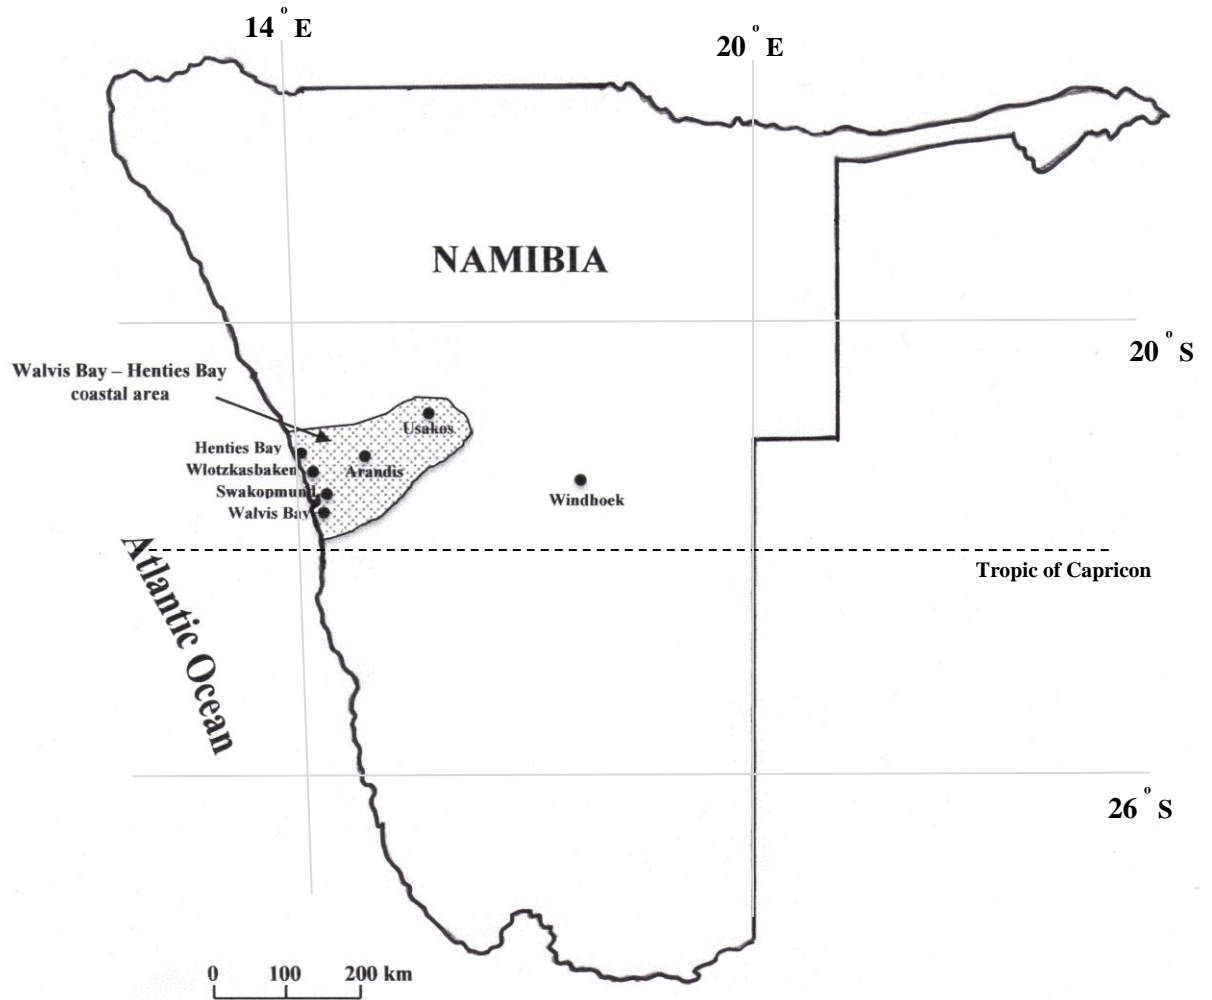 14 ° E
20 ° E
NAMIBIA
20 ° S
Walvis Bay – Henties Bay
coastal area
Usakos
Henties Bay
Wlotzkasbaken
Arandis
Swakopmund
Walvis Bay
Windhoek
Tropic of Capricon
Atlantic Ocean
26 ° S
0 100 200 km